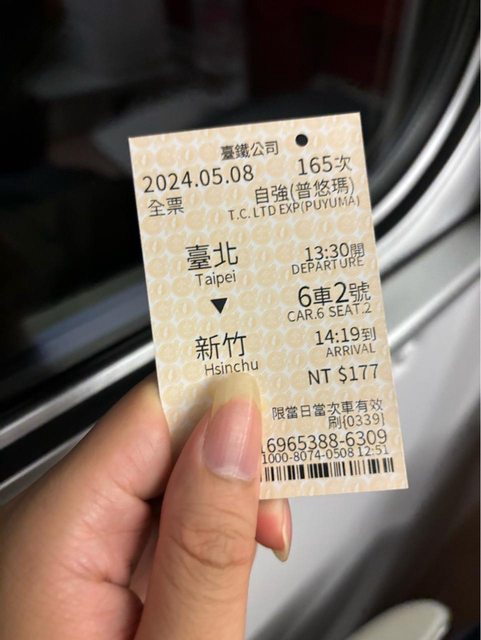 臺鐵公司
2024.05.08 165次
全票 自強(普悠瑪)
T.C.LTD EXP(PUYUMA)
臺北 13:30開
Taipei DEPARTURE
▼ 6車2號
CAR.6 SEAT.2
新竹 14:19到
Hsinchu ARRIVAL
NT $177
限當日當次車有效
刷{0339}
16965388-6309
1000-8074-0508 12:51